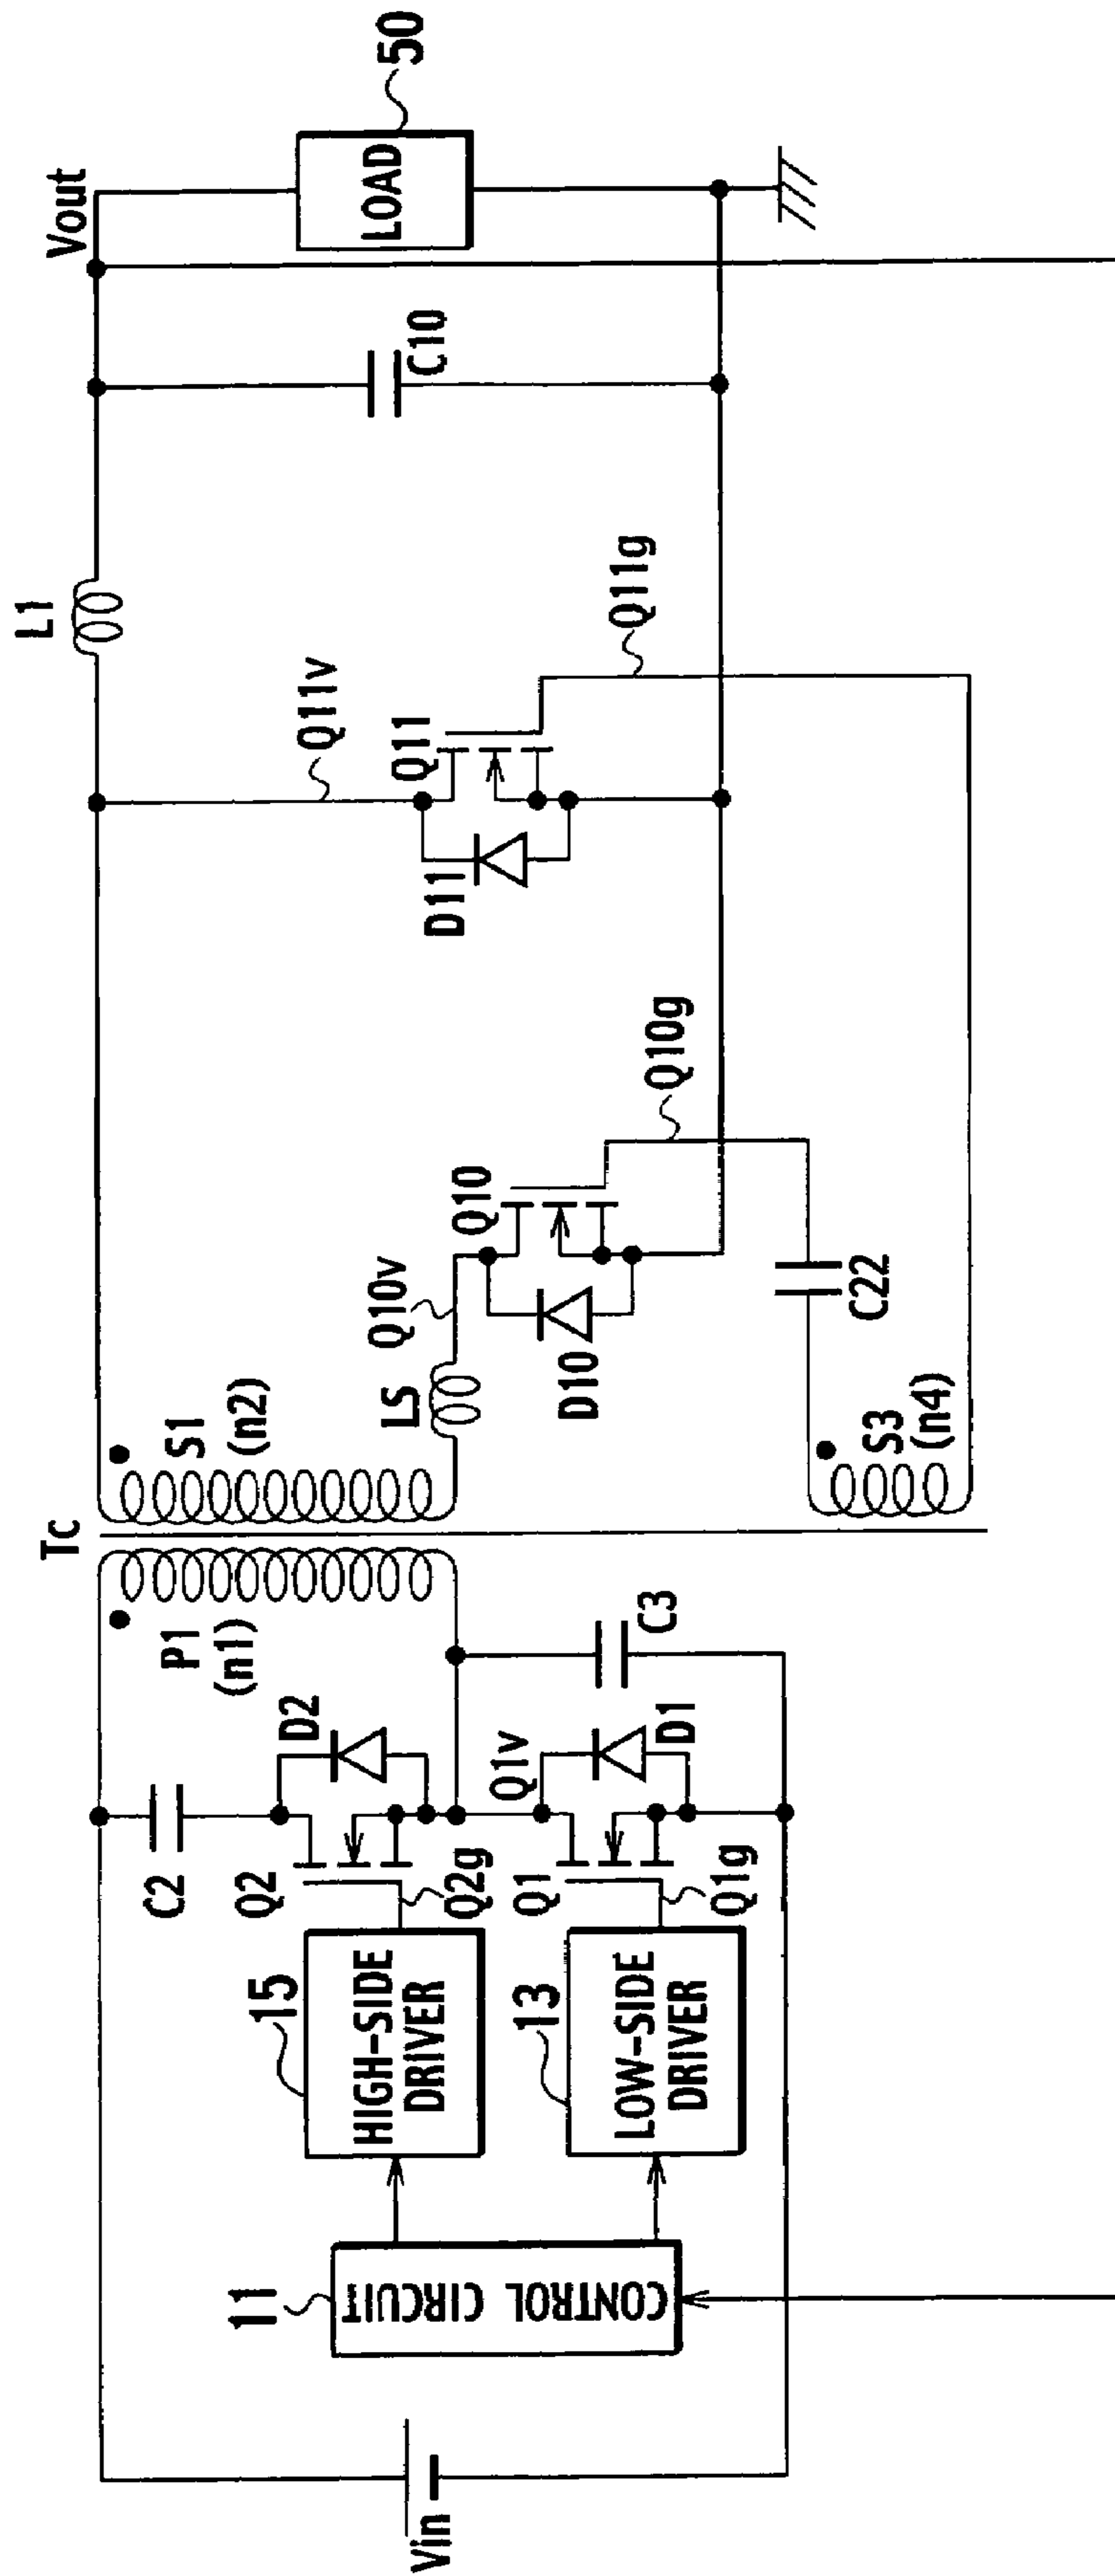 Vin
11
CONTROL CIRCUIT
15
HIGH-SIDE
DRIVER
13
LOW-SIDE
DRIVER
C2
Q2
Q2g
D2
Q1
Q1g
Q1v
D1
C3
P1
(n1)
Tc
S1
(n2)
LS
Q10v
Q10
D10
Q10g
C22
S3
(n4)
Q11v
Q11
D11
Q11g
L1
C10
Vout
LOAD
50